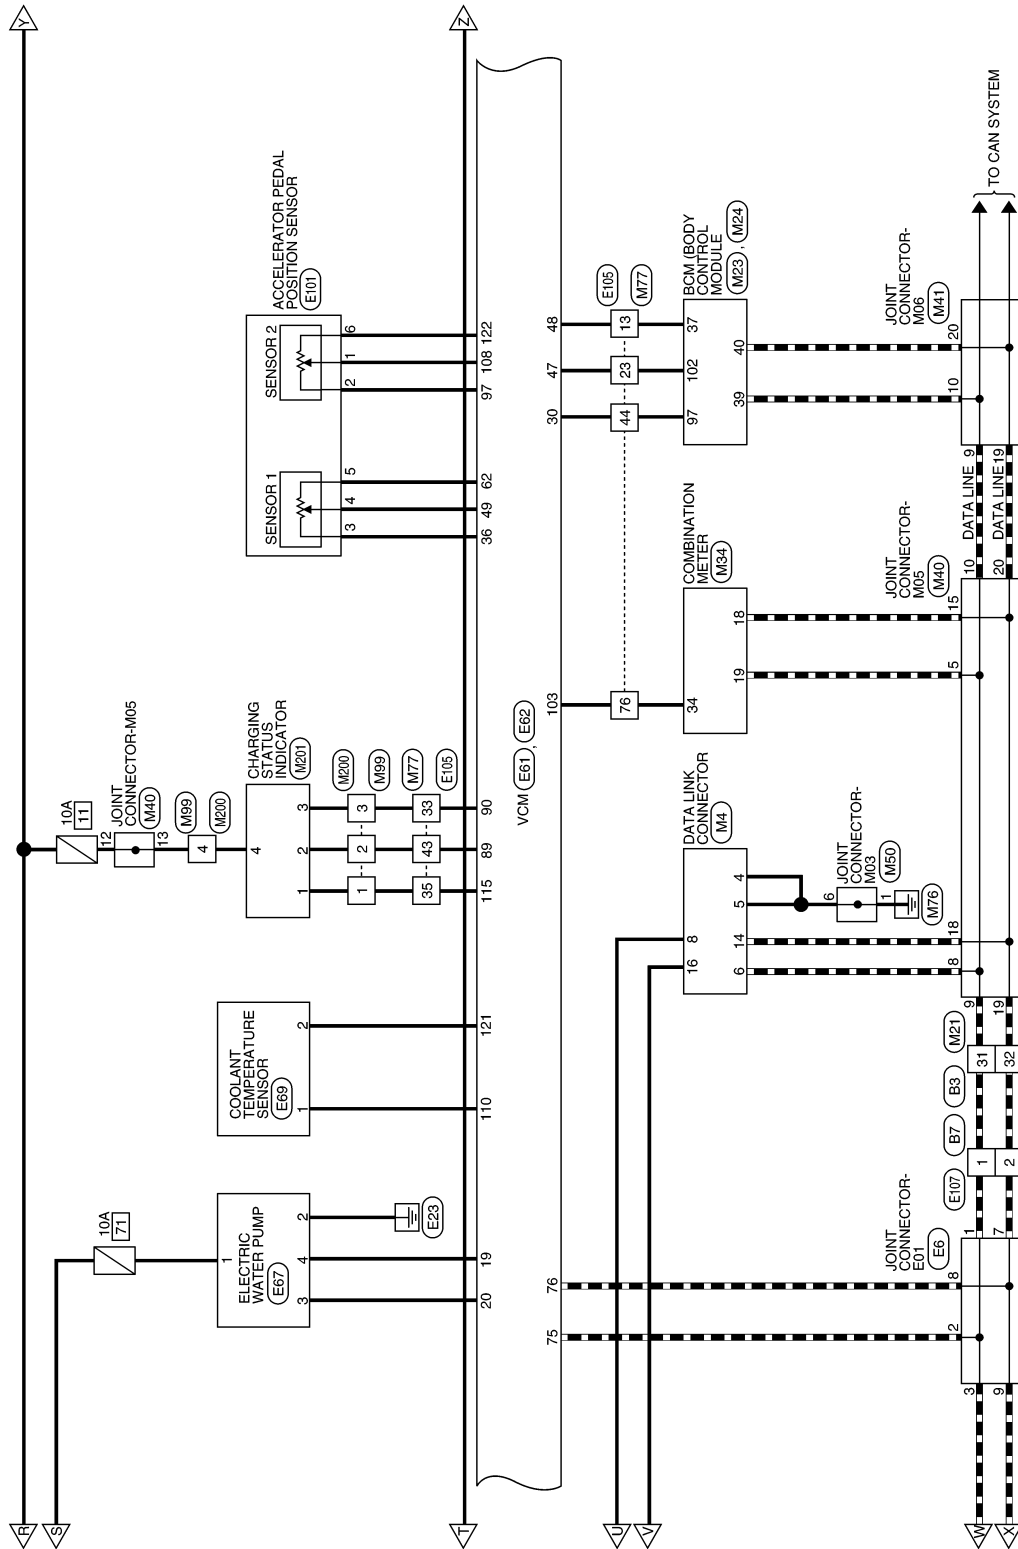 R
Y
S
10A
71
1
ELECTRIC
WATER PUMP
E67
3
4
2
E23
20
19
COOLANT
TEMPERATURE
SENSOR
E69
1
2
110
121
10A
11
12
JOINT
CONNECTOR-M05
M40
13
M99
4
M200
4
CHARGING
STATUS
INDICATOR
M201
1
2
3
M200
1
2
3
M99
M77
35
43
33
E105
115
89
90
ACCELERATOR PEDAL
POSITION SENSOR
E101
SENSOR 1
3
4
5
36
49
62
SENSOR 2
2
1
6
97
108
122
T
Z
VCM E61 , E62
75
76
103
30
47
48
E105
76
44
23
13
M77
U
V
DATA LINK
CONNECTOR
M4
16
8
6
14
5
4
6
JOINT
CONNECTOR-
M03
M50
1
M76
COMBINATION
METER
M34
34
19
18
BCM (BODY
CONTROL
MODULE
M23 , M24
97
102
37
39
40
JOINT
CONNECTOR-
E01
E6
2
8
3
1
9
7
E107
B7
1
2
B3
M21
31
32
9
19
8
18
5
15
JOINT
CONNECTOR-
M05
M40
10
DATA LINE
9
20
DATA LINE
19
10
20
JOINT
CONNECTOR-
M06
M41
TO CAN SYSTEM
W
X